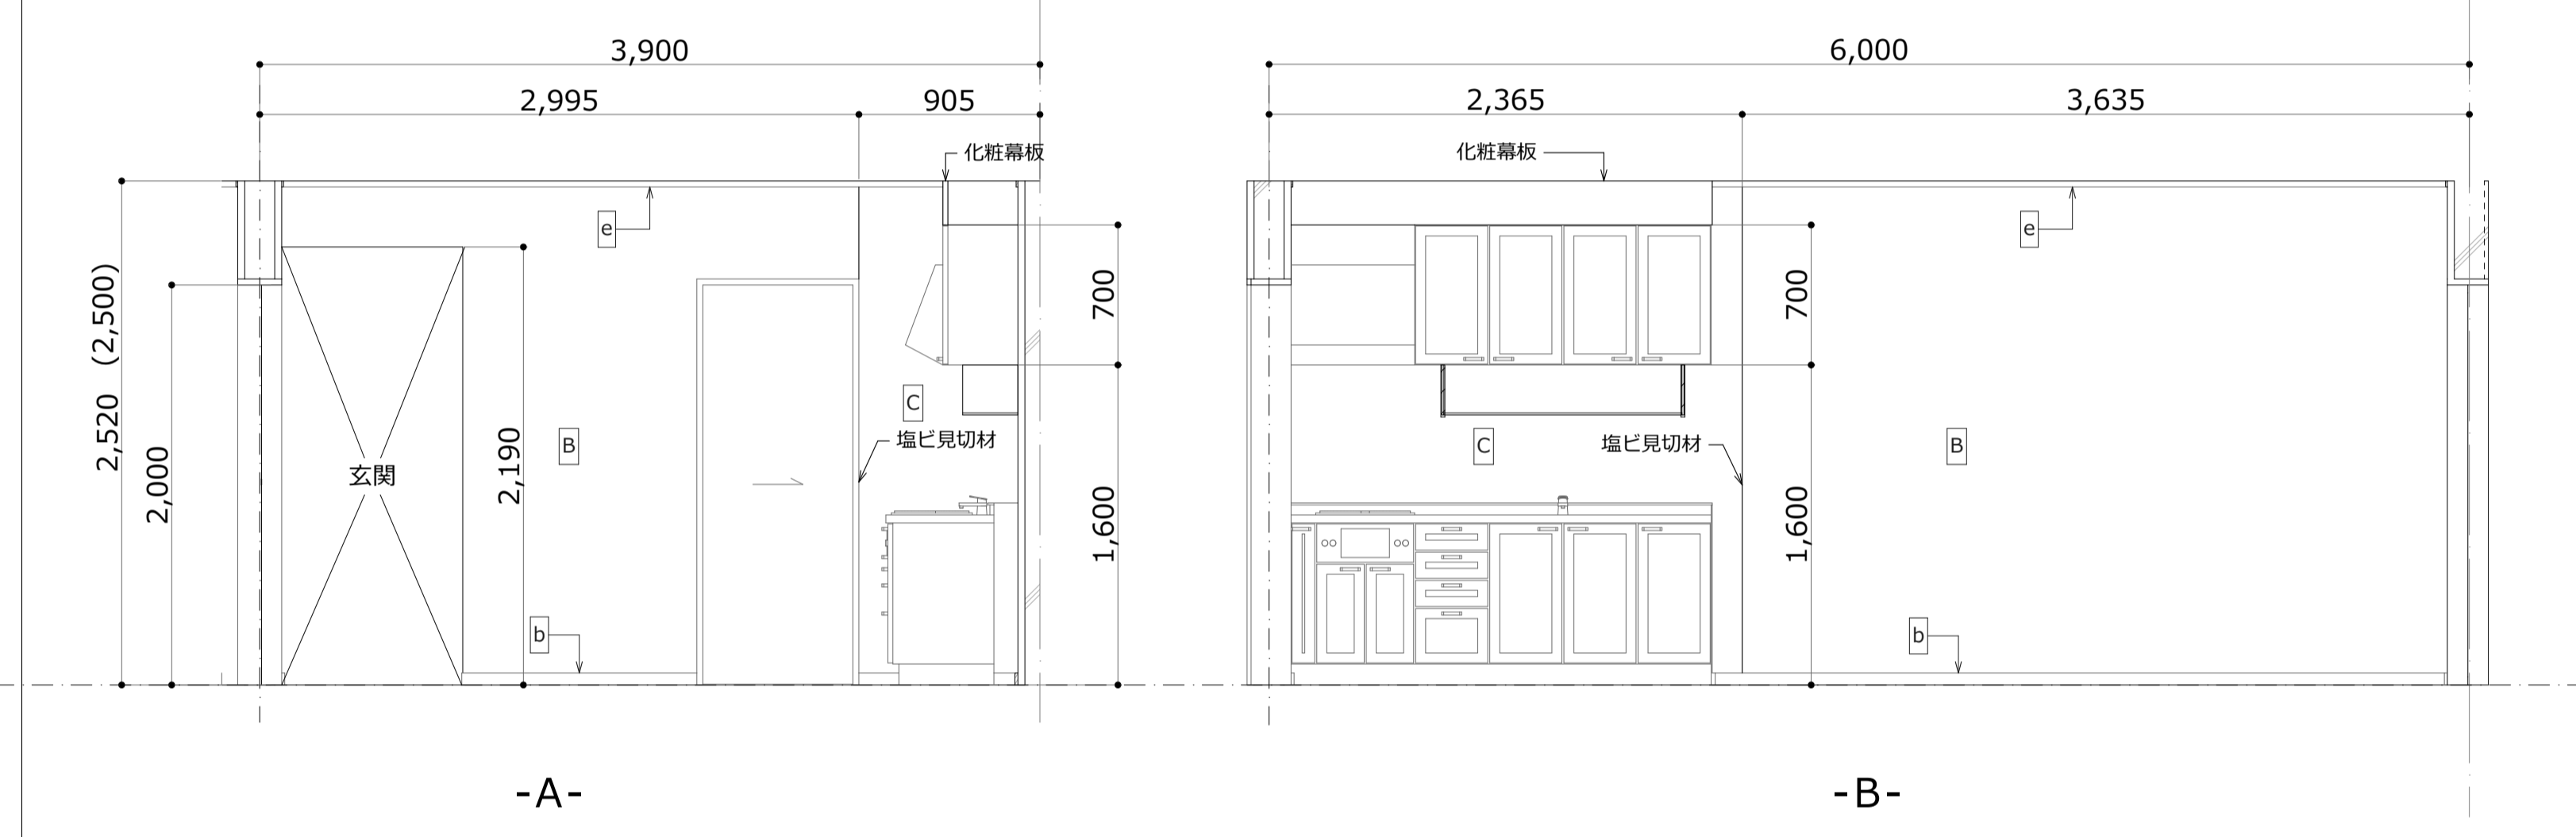 3,900
2,995
905
化粧幕板
e
2,520 (2,500)
2,000
玄関
2,190
B
b
C
塩ビ見切材
700
1,600
-A-
6,000
2,365
3,635
化粧幕板
e
700
C
塩ビ見切材
B
1,600
b
-B-